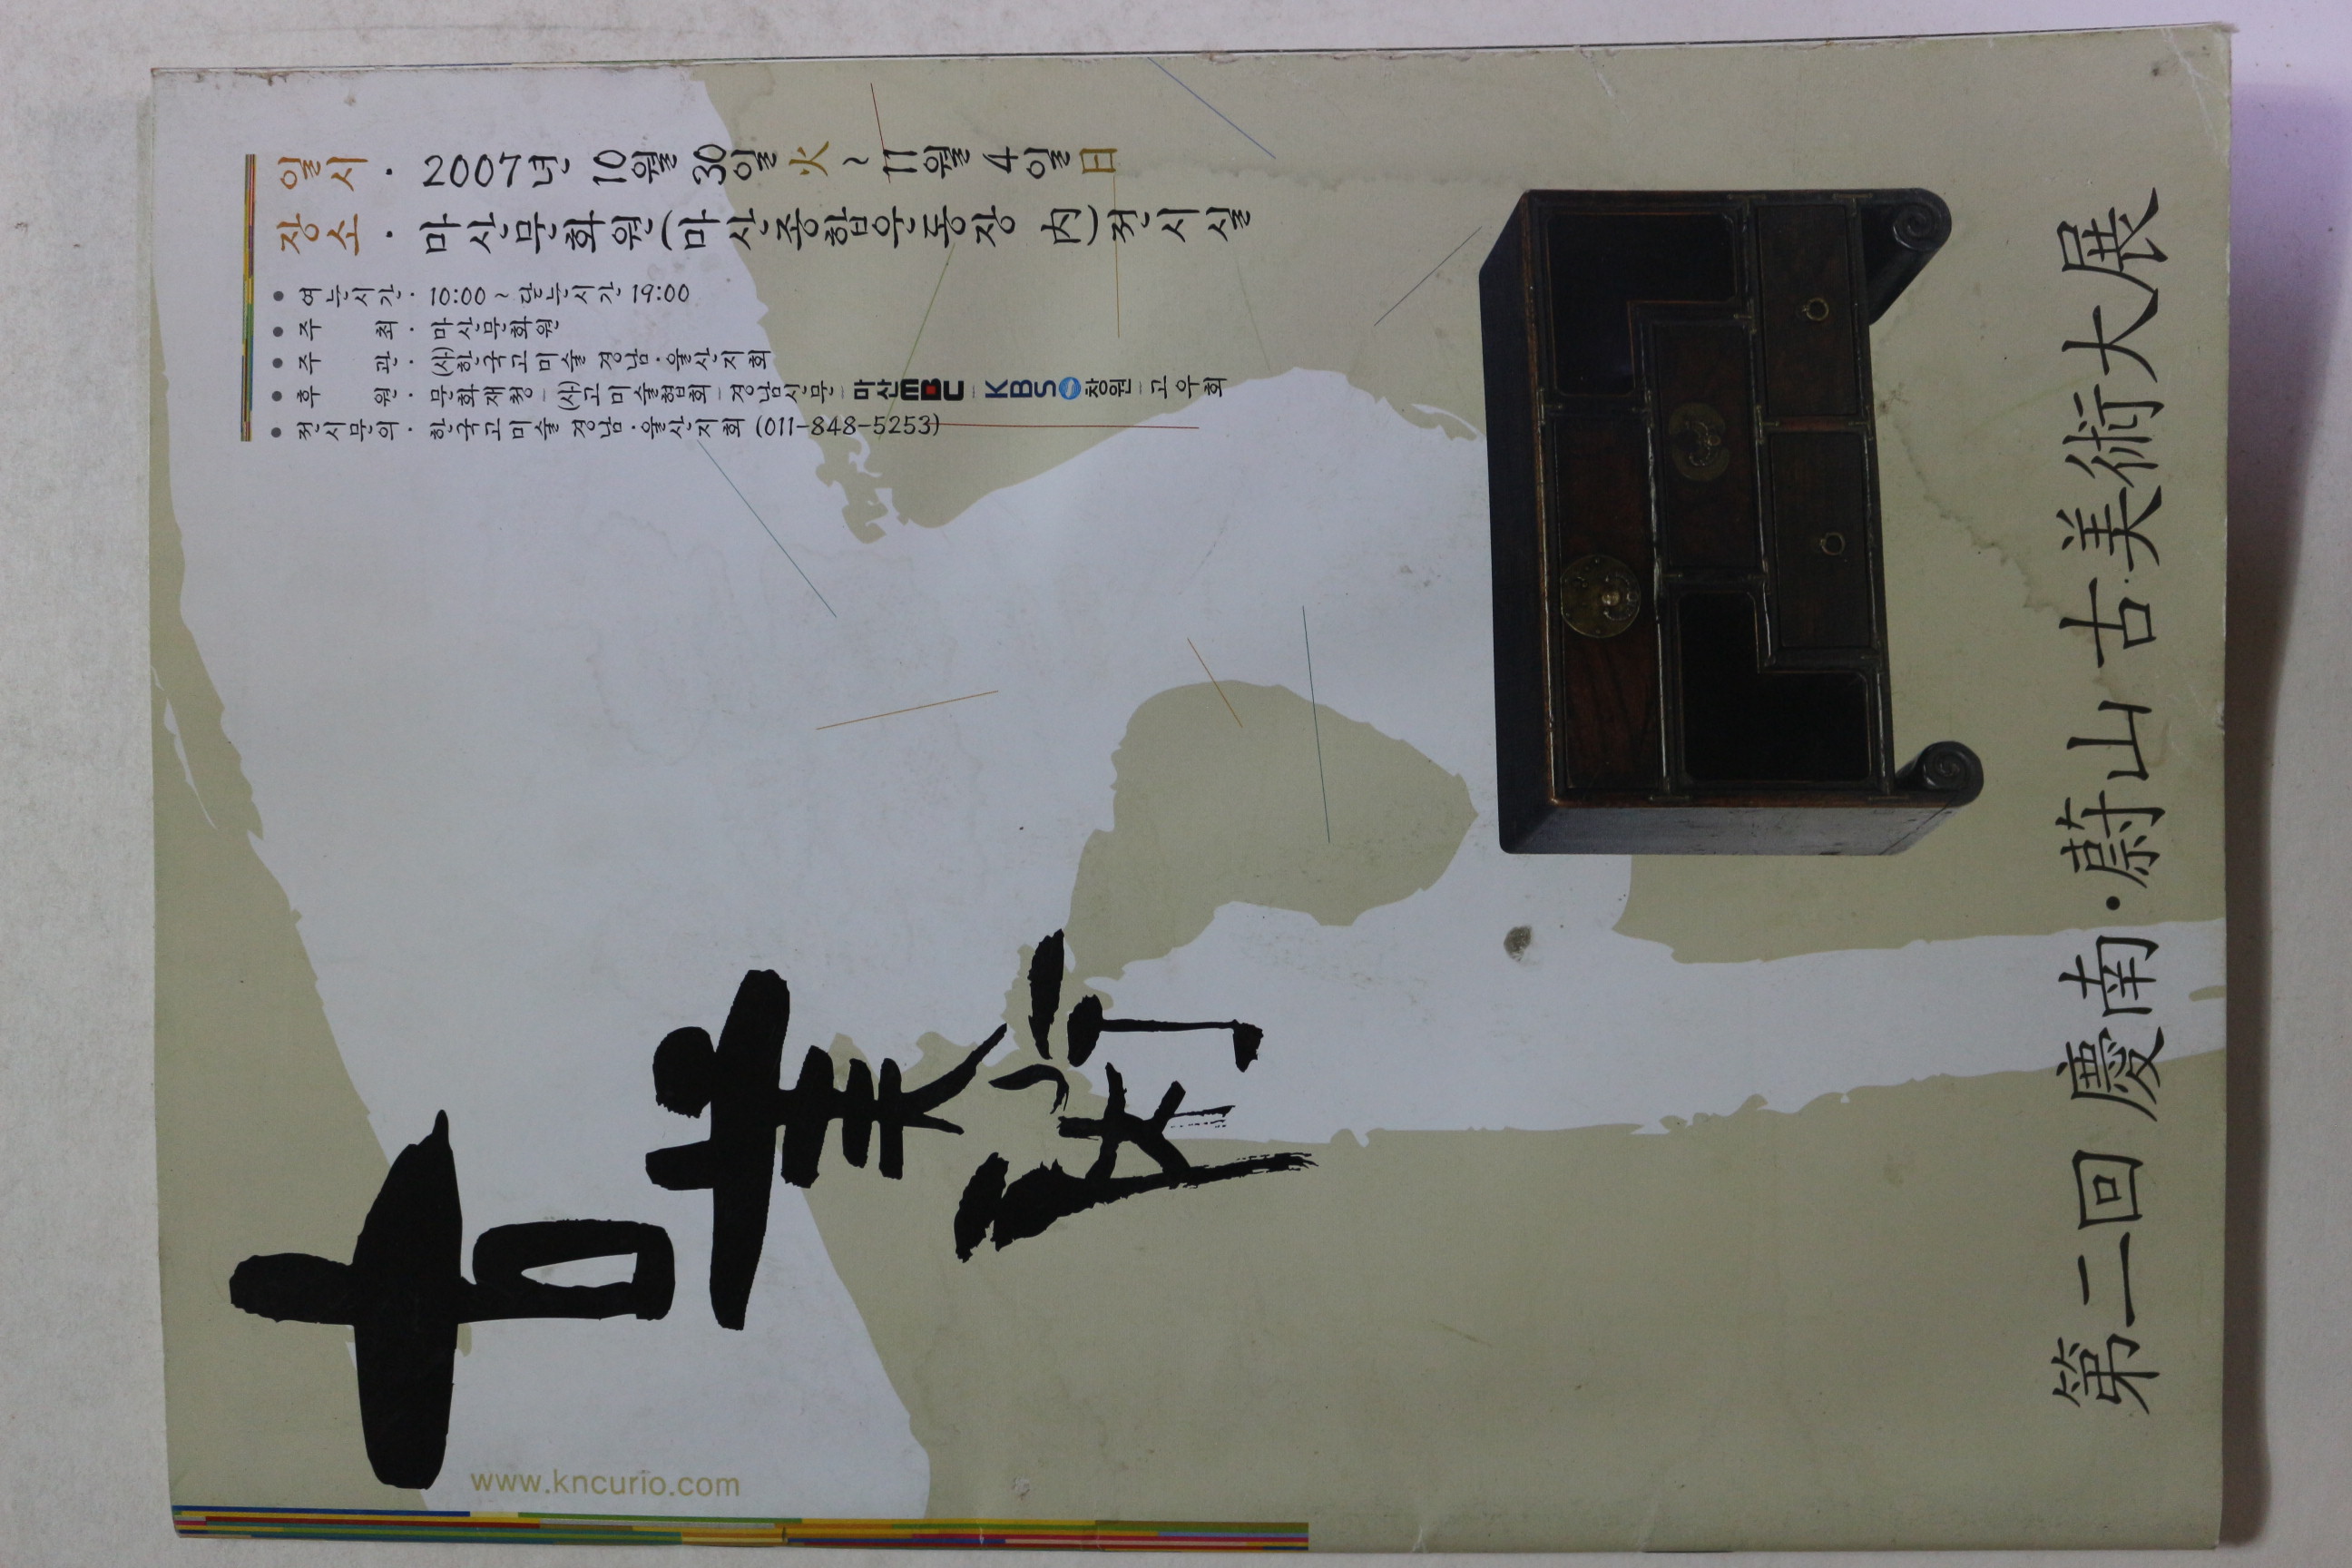 일시 · 2007년 10월 30일 火 ~ 11월 4일 日
장소 · 마산문화원(마산종합운동장 內)전시실
● 여는시간 · 10:00 ~ 닫는시간 19:00
● 주 최 · 마산문화원
● 주 관 · (사)한국고미술 경남·울산지회
● 후 원 · 문화재청 - (사)고미술협회 - 경남신문 - 마산MBC - KBS창원 - 고우회
● 전시문의 · 한국고미술 경남·울산지회 (011-848-5253)
古美術
www.kncurio.com
第二回 慶南·蔚山 古·美術大展